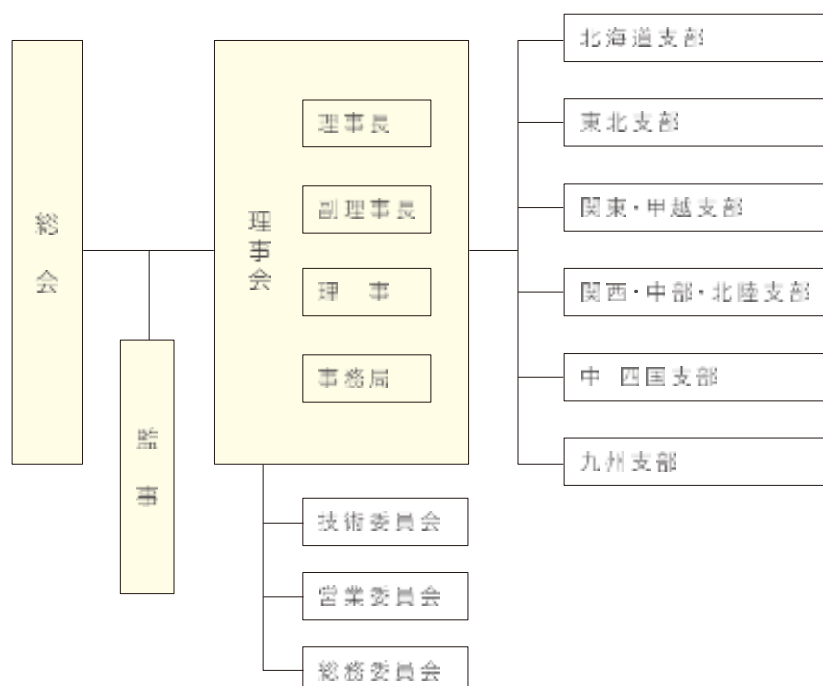 総会
監事
理事会
理事長
副理事長
理 事
事務局
技術委員会
営業委員会
総務委員会
北海道支部
東北支部
関東・甲越支部
関西・中部・北陸支部
中 四国支部
九州支部